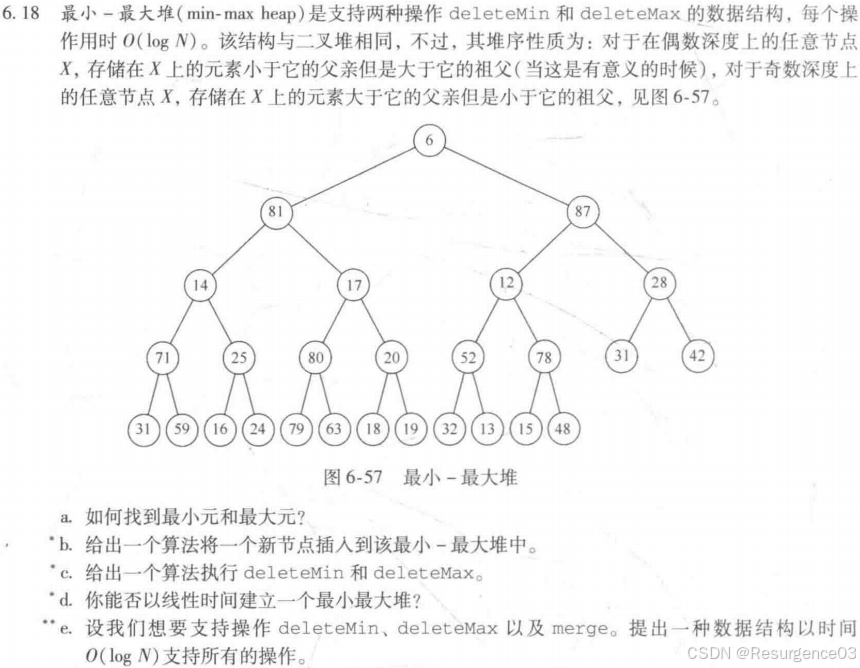 6.18 最小－最大堆(min-max heap)是支持两种操作 deleteMin 和 deleteMax 的数据结构，每个操
作用时 O(log N)。该结构与二叉堆相同，不过，其堆序性质为：对于在偶数深度上的任意节点
X，存储在 X 上的元素小于它的父亲但是大于它的祖父(当这是有意义的时候)，对于奇数深度上
的任意节点 X，存储在 X 上的元素大于它的父亲但是小于它的祖父，见图 6-57。
6
81 87
14 17 12 28
71 25 80 20 52 78 31 42
31 59 16 24 79 63 18 19 32 13 15 48
图 6-57 最小－最大堆
a. 如何找到最小元和最大元？
*b. 给出一个算法将一个新节点插入到该最小－最大堆中。
*c. 给出一个算法执行 deleteMin 和 deleteMax。
*d. 你能否以线性时间建立一个最小最大堆？
**e. 设我们想要支持操作 deleteMin、deleteMax 以及 merge。提出一种数据结构以时间
O(log N)支持所有的操作。
CSDN @Resurgence03